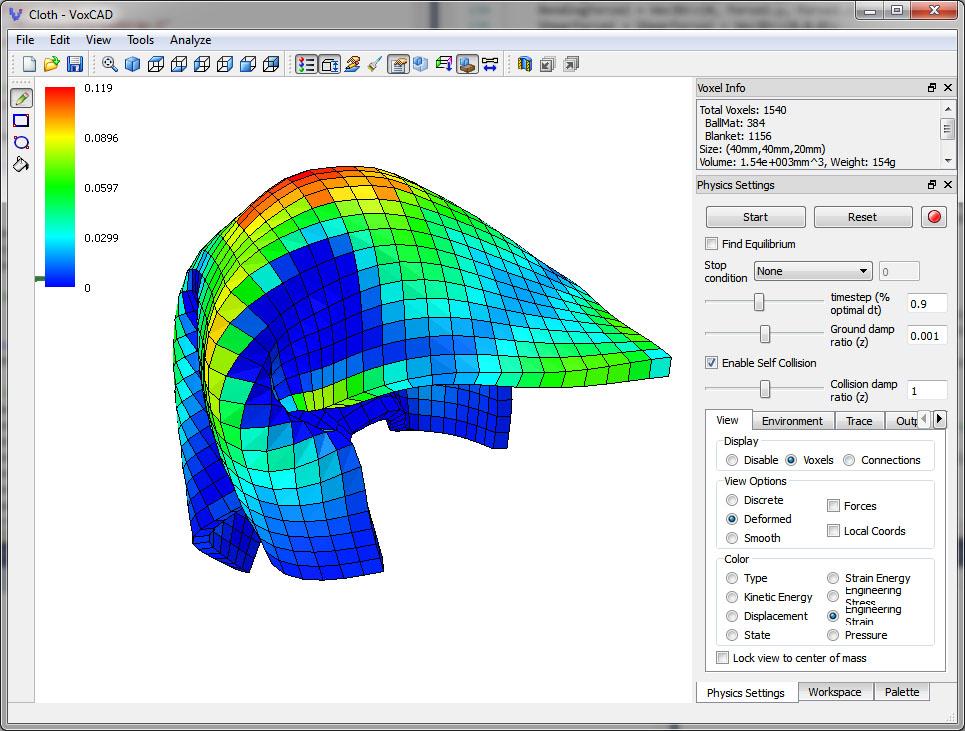 Cloth - VoxCAD
File Edit View Tools Analyze
0.119
0.0896
0.0597
0.0299
0
Voxel Info
Total Voxels: 1540
BallMat: 384
Blanket: 1156
Size: (40mm,40mm,20mm)
Volume: 1.54e+003mm^3, Weight: 154g
Physics Settings
Start Reset
Find Equilibrium
Stop
condition None 0
timestep (%
optimal dt) 0.9
Ground damp
ratio (z) 0.001
Enable Self Collision
Collision damp
ratio (z) 1
View Environment Trace Outp
Display
Disable Voxels Connections
View Options
Discrete
Forces
Deformed
Local Coords
Smooth
Color
Type Strain Energy
Kinetic Energy Engineering
Stress
Displacement Engineering
Strain
State Pressure
Lock view to center of mass
Physics Settings Workspace Palette